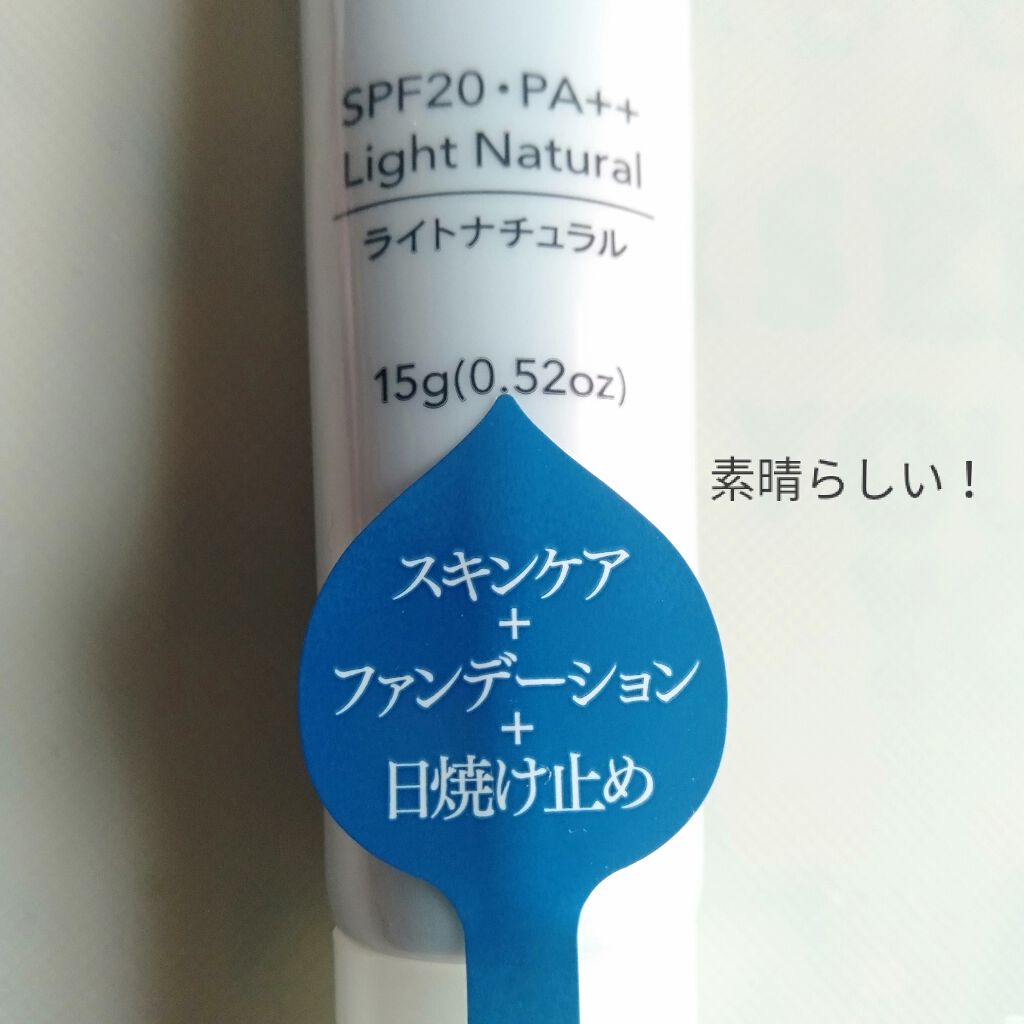 SPF20・PA++
Light Natural
ライトナチュラル
15g(0.52oz)
素晴らしい！
スキンケア
+
ファンデーション
+
日焼け止め